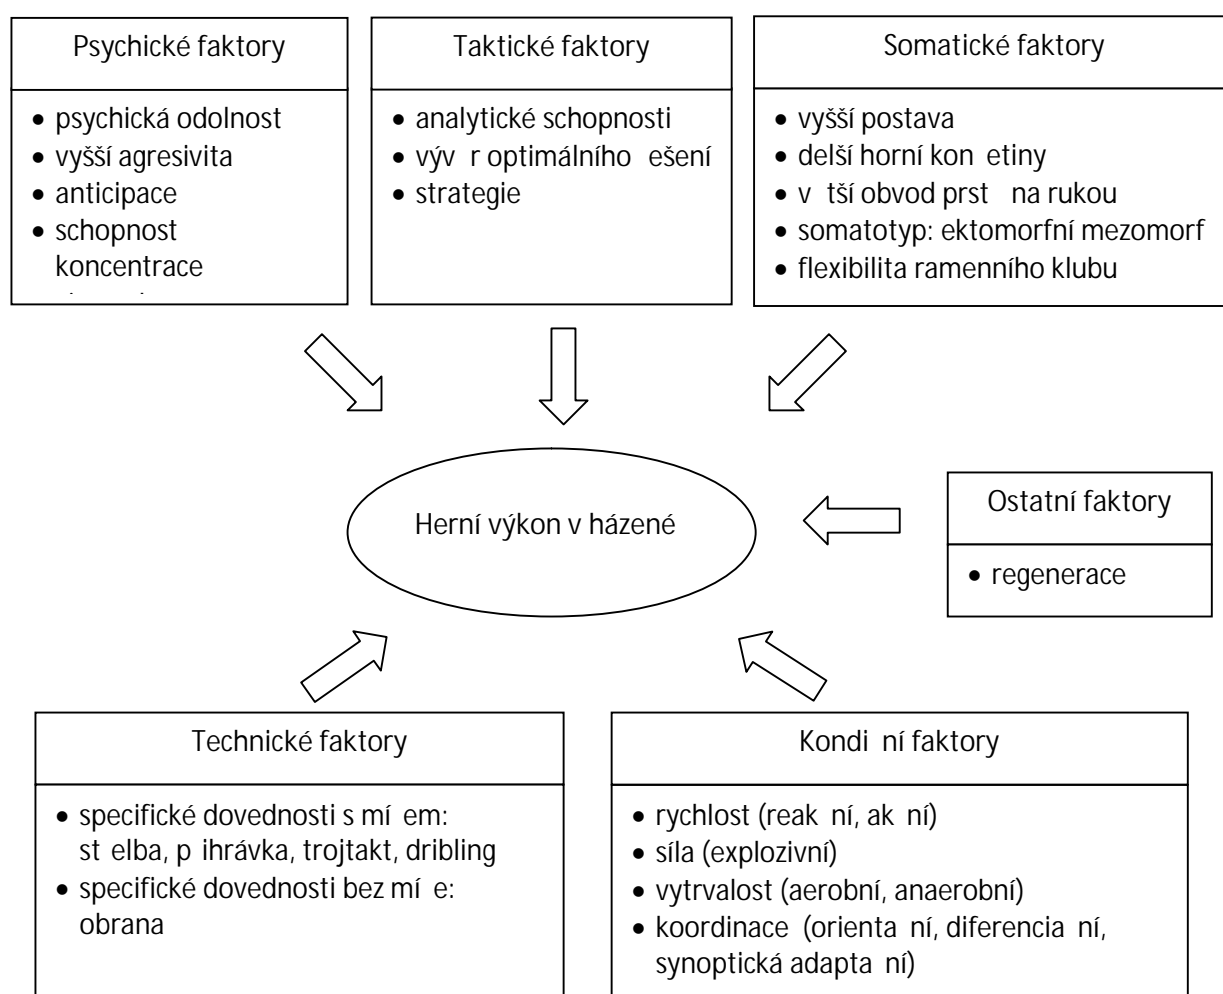 Psychické faktory
• psychická odolnost
• vyšší agresivita
• anticipace
• schopnost
koncentrace
Taktické faktory
• analytické schopnosti
• výv r optimálního ešení
• strategie
Somatické faktory
• vyšší postava
• delší horní kon etiny
• v tší obvod prst na rukou
• somatotyp: ektomorfní mezomorf
• flexibilita ramenního klubu
Herní výkon v házené
Ostatní faktory
• regenerace
Technické faktory
• specifické dovednosti s mí em:
st elba, p ihrávka, trojtakt, dribling
• specifické dovednosti bez mí e:
obrana
Kondi ní faktory
• rychlost (reak ní, ak ní)
• síla (explozivní)
• vytrvalost (aerobní, anaerobní)
• koordinace (orienta ní, diferencia ní,
synoptická adapta ní)